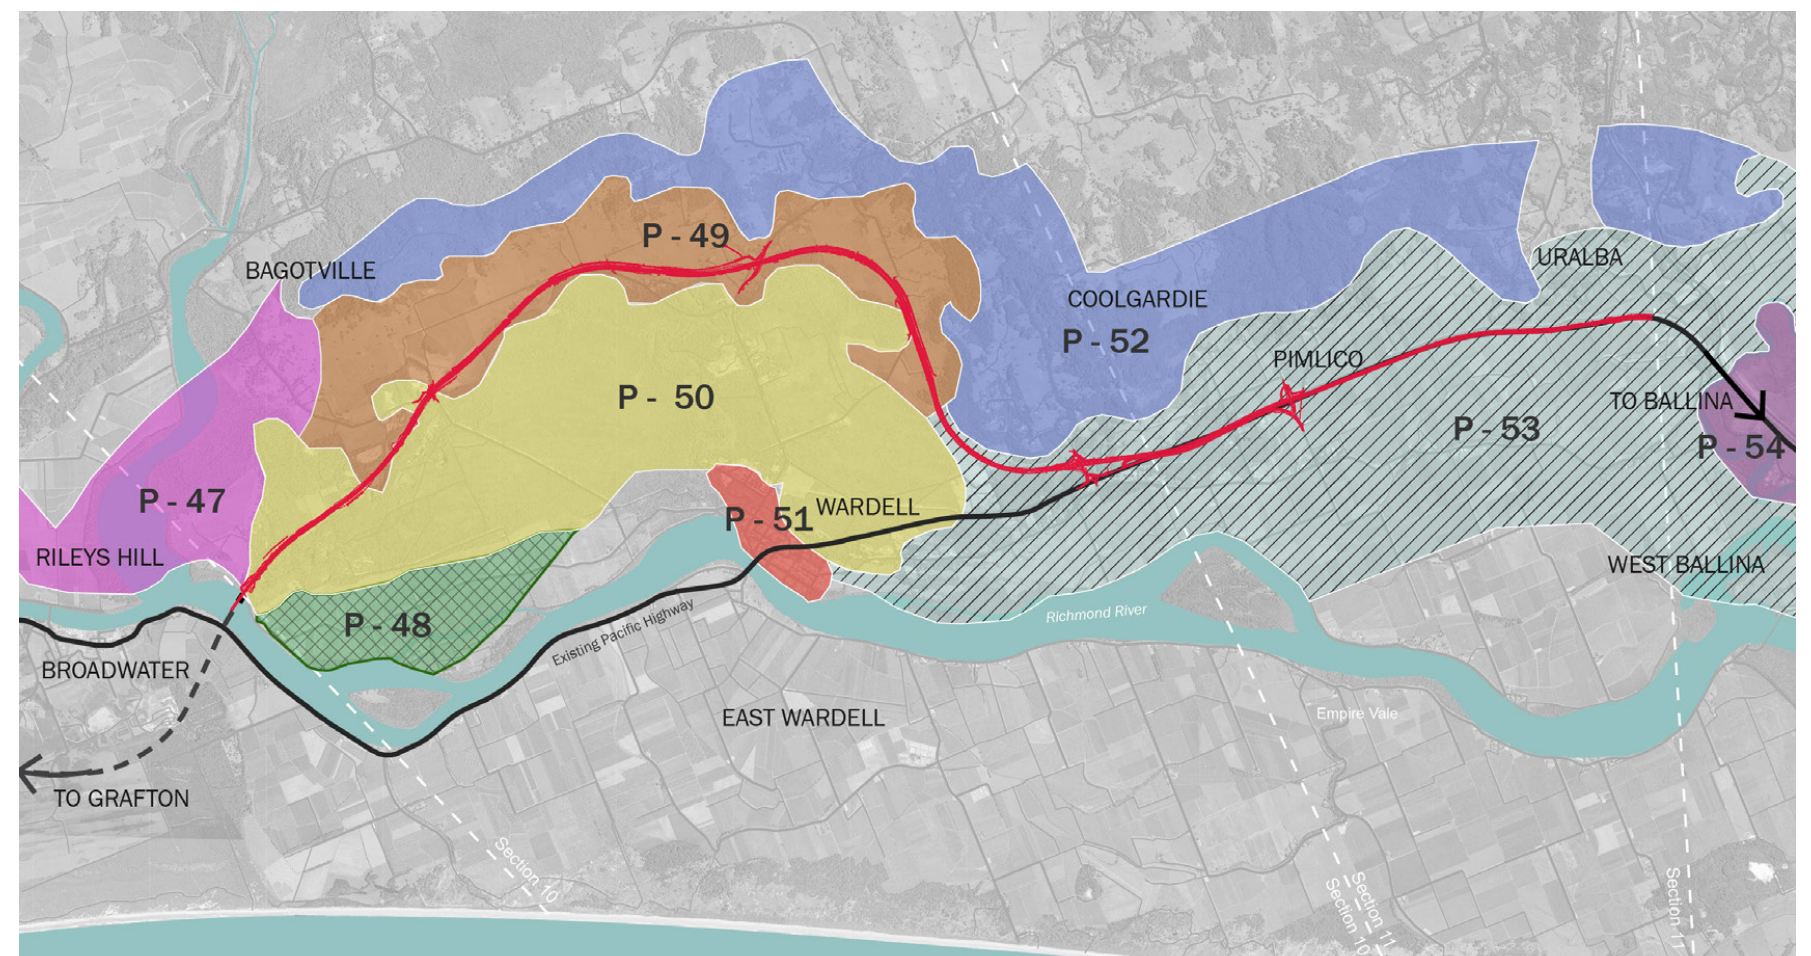 P - 49
BAGOTVILLE
URALBA
COOLGARDIE
P - 52
PIMLICO
P - 50
TO BALLINA
P - 53
P - 54
P - 47
WARDELL
P - 51
RILEYS HILL
WEST BALLINA
P - 48
Richmond River
Existing Pacific Highway
BROADWATER
EAST WARDELL
Empire Vale
TO GRAFTON
Section 10
Section 11
Section 10
Section 11